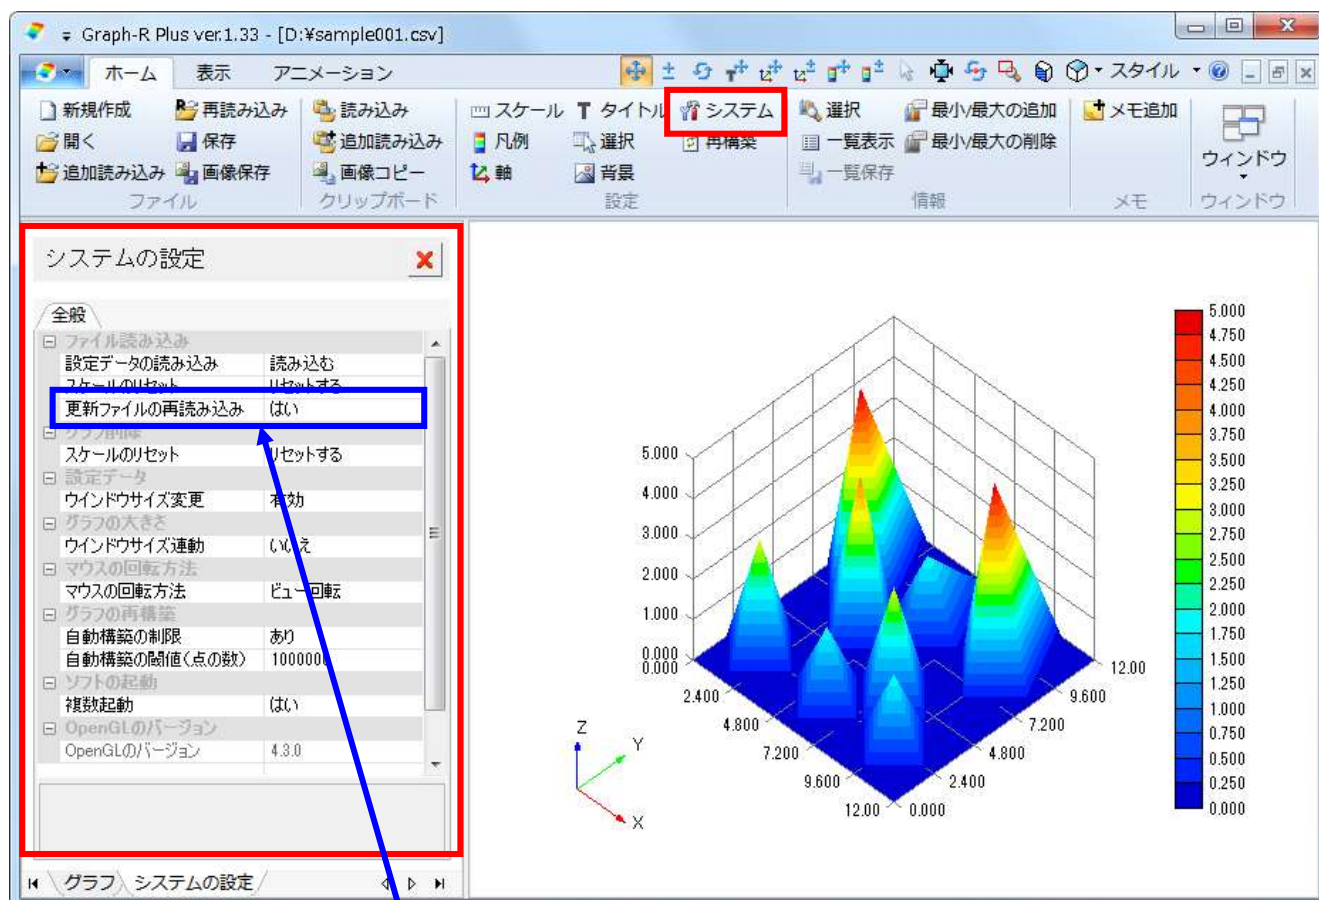 Graph-R Plus ver.1.33 - [D:¥sample001.csv]
ホーム 表示 アニメーション スタイル
新規作成 再読み込み 読み込み スケール タイトル システム 選択 最小/最大の追加 メモ追加
開く 保存 追加読み込み 凡例 選択 再構築 一覧表示 最小/最大の削除
追加読み込み 画像保存 画像コピー 軸 背景 一覧保存 ウィンドウ
ファイル クリップボード 設定 情報 メモ ウィンドウ
システムの設定
全般
ファイル読み込み
設定データの読み込み 読み込む
スケールのリセット リセットする
更新ファイルの再読み込み はい
グラフ削除
スケールのリセット リセットする
設定データ
ウインドウサイズ変更 有効
グラフの大きさ
ウインドウサイズ連動 いいえ
マウスの回転方法
マウスの回転方法 ビュー回転
グラフの再構築
自動構築の制限 あり
自動構築の閾値(点の数) 1000000
ソフトの起動
複数起動 はい
OpenGLのバージョン
OpenGLのバージョン 4.3.0
グラフ システムの設定
5.000
4.000
3.000
2.000
1.000
0.000
0.000
2.400
4.800
7.200
9.600
12.00
0.000
2.400
4.800
7.200
9.600
12.00
Z
Y
X
5.000
4.750
4.500
4.250
4.000
3.750
3.500
3.250
3.000
2.750
2.500
2.250
2.000
1.750
1.500
1.250
1.000
0.750
0.500
0.250
0.000